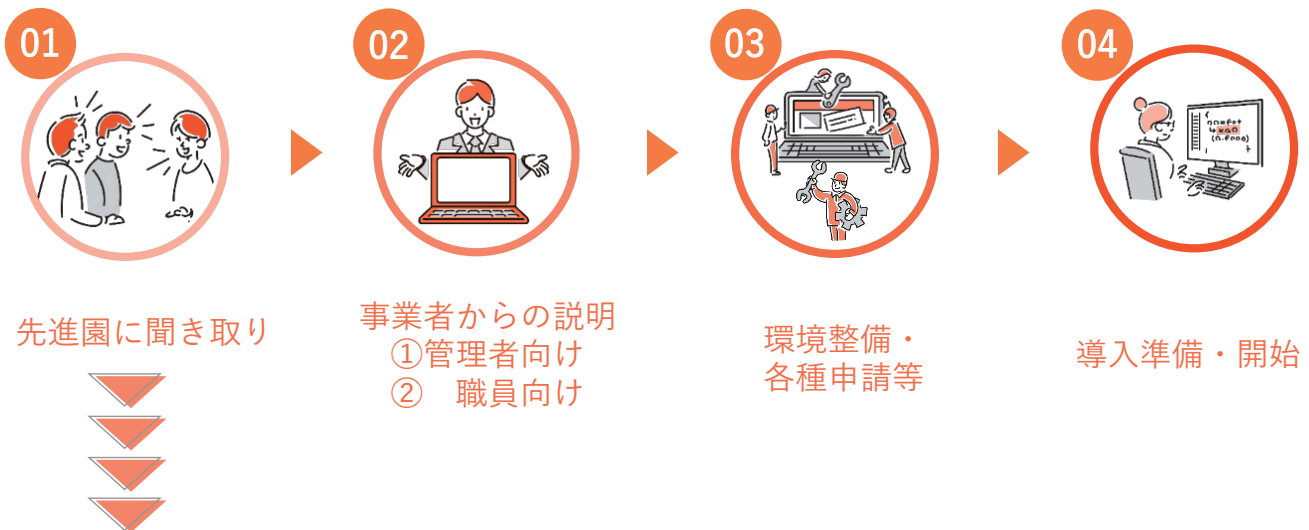 01
02
03
04
先進園に聞き取り
事業者からの説明
①管理者向け
②　職員向け
環境整備・
各種申請等
導入準備・開始